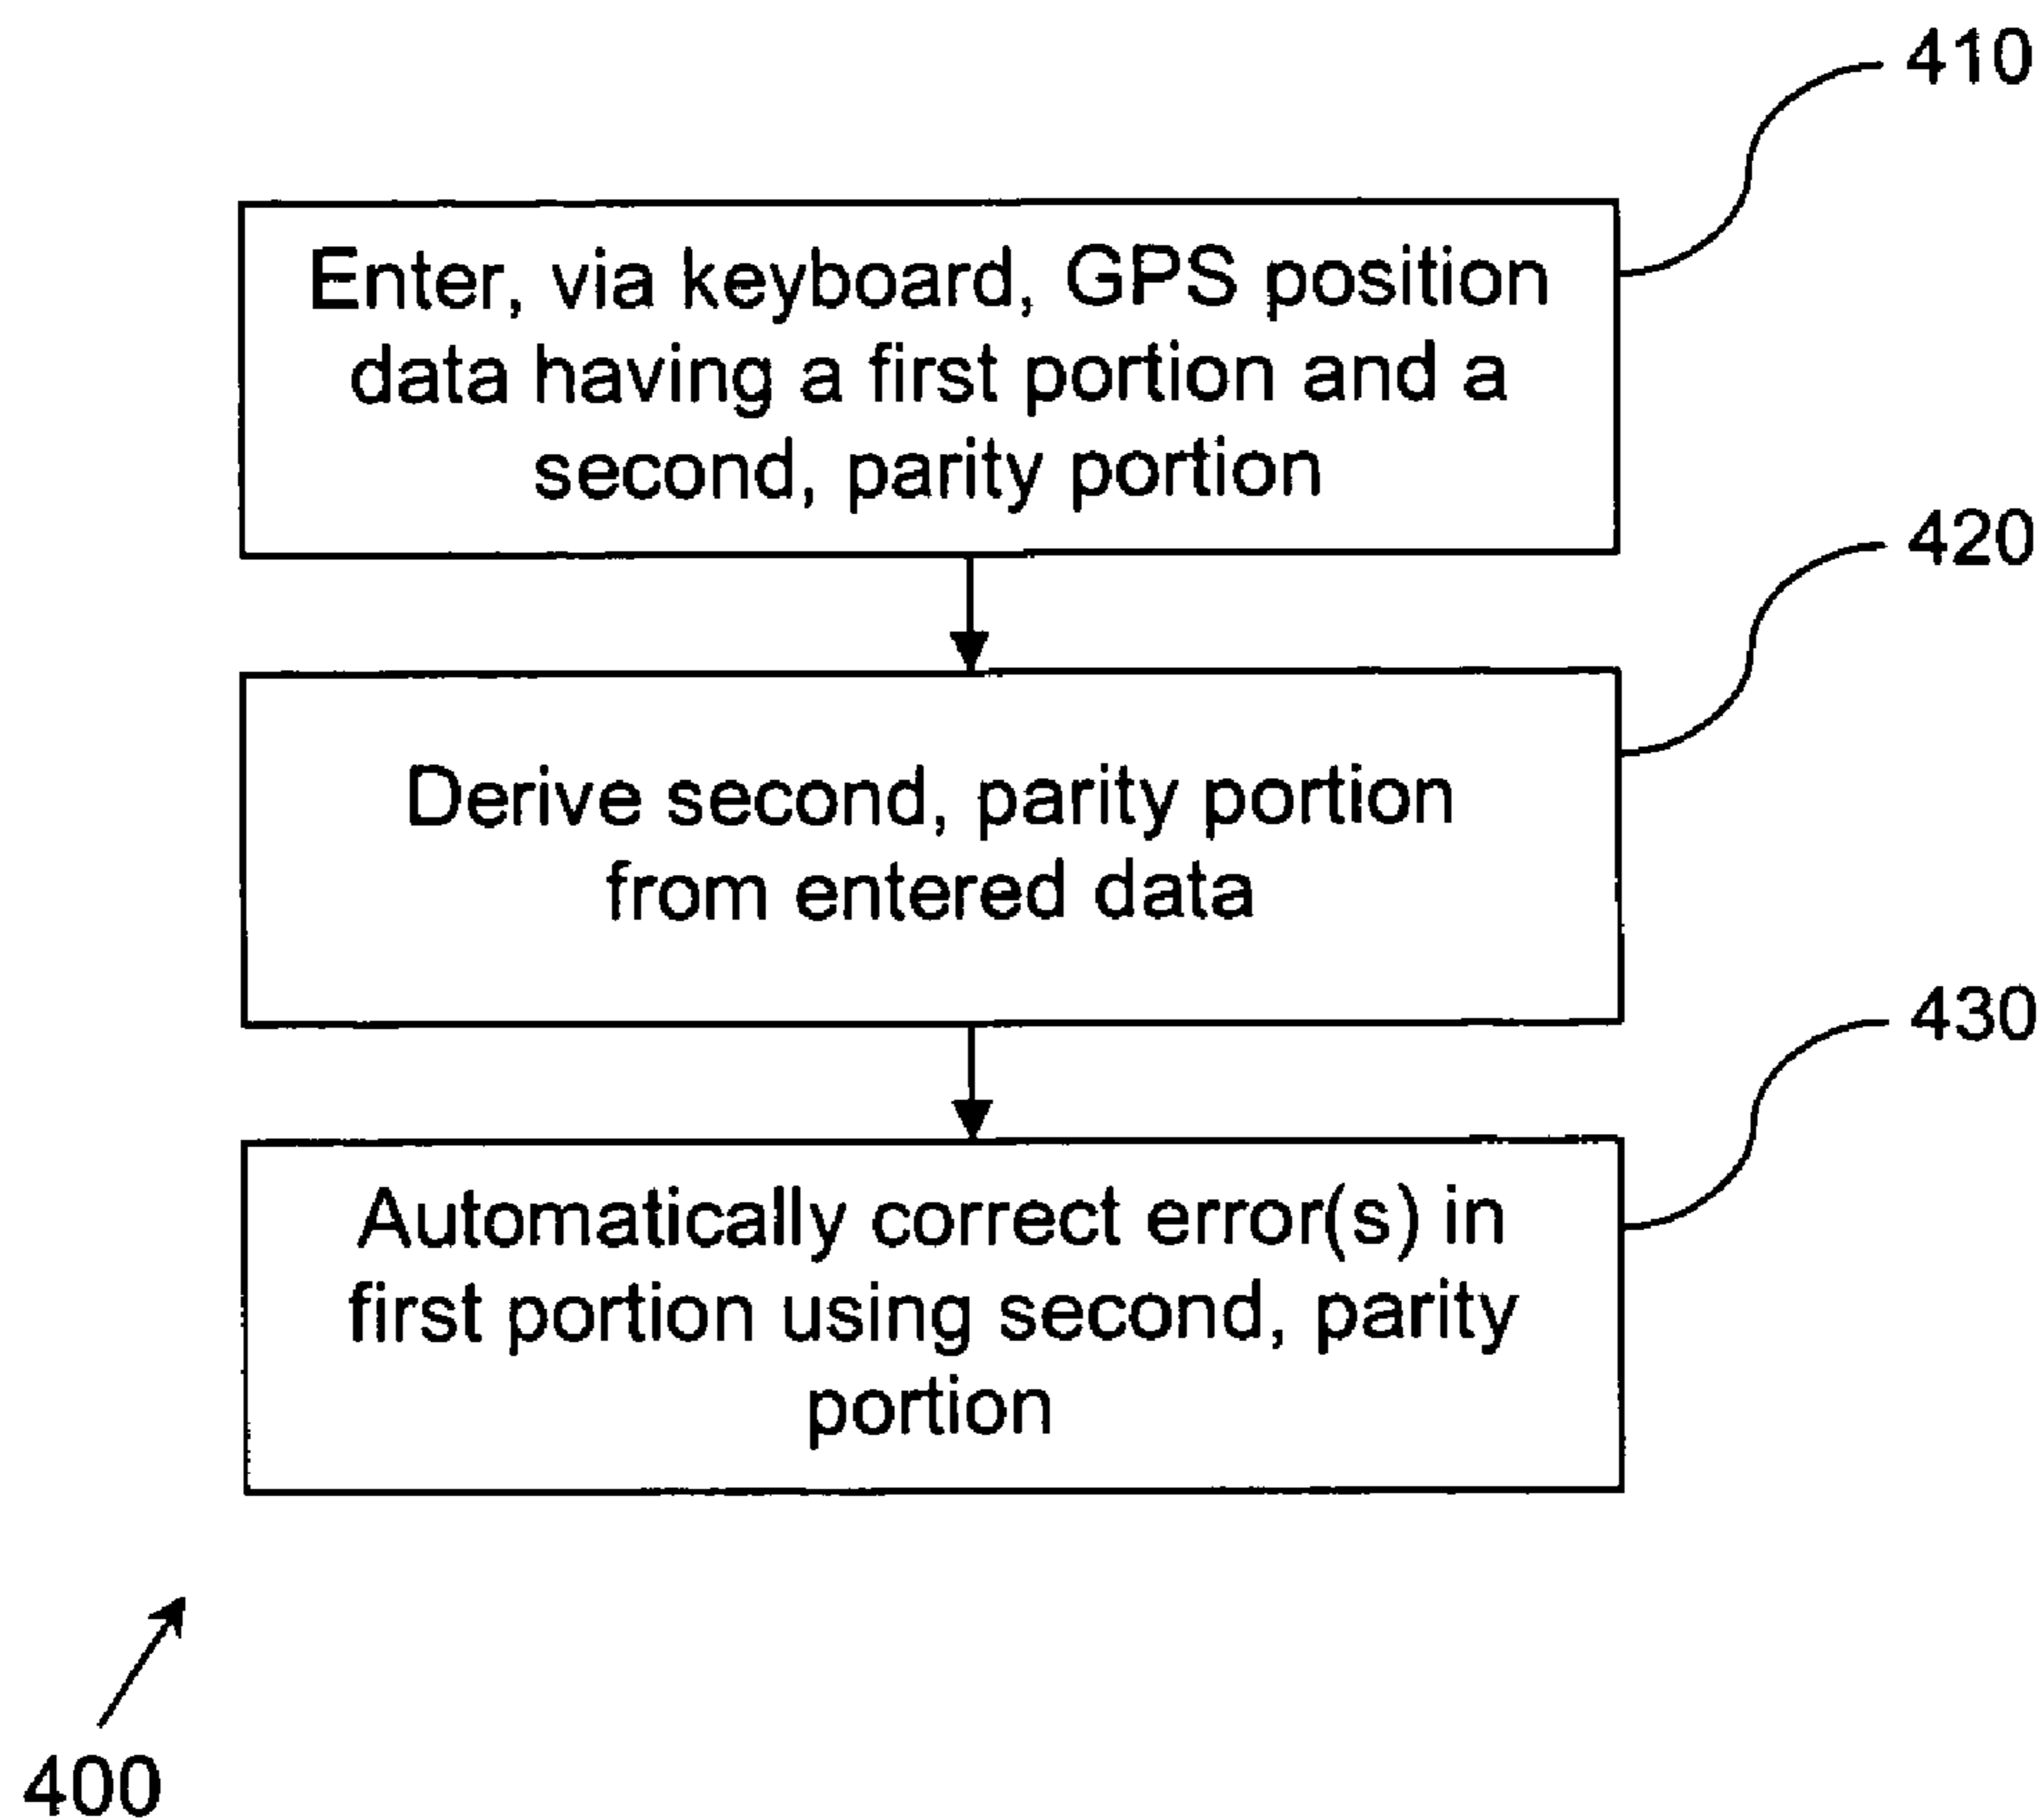 410
Enter, via keyboard, GPS position
data having a first portion and a
second, parity portion
420
Derive second, parity portion
from entered data
430
Automatically correct error(s) in
first portion using second, parity
portion
400